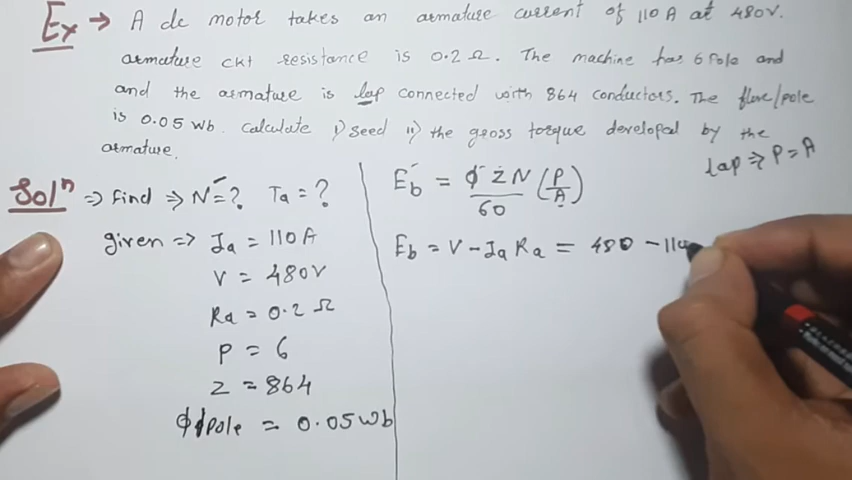 Ex → A dc motor takes an armature current of 110 A at 480V.
armature ckt resistance is 0.2 Ω. The machine has 6 Pole and
and the armature is lap connected with 864 conductors. The flux/pole
is 0.05 Wb. Calculate i) Speed ii) the gross torque developed by the
armature.
lap ⇒ P = A
Solⁿ ⇒ Find ⇒ N = ? Ta = ?
given ⇒ Ia = 110 A
V = 480V
Ra = 0.2 Ω
P = 6
Z = 864
ϕ/Pole = 0.05 Wb
Eb = ϕ Z N / 60 (P/A)
Eb = V - Ia Ra = 480 - 110